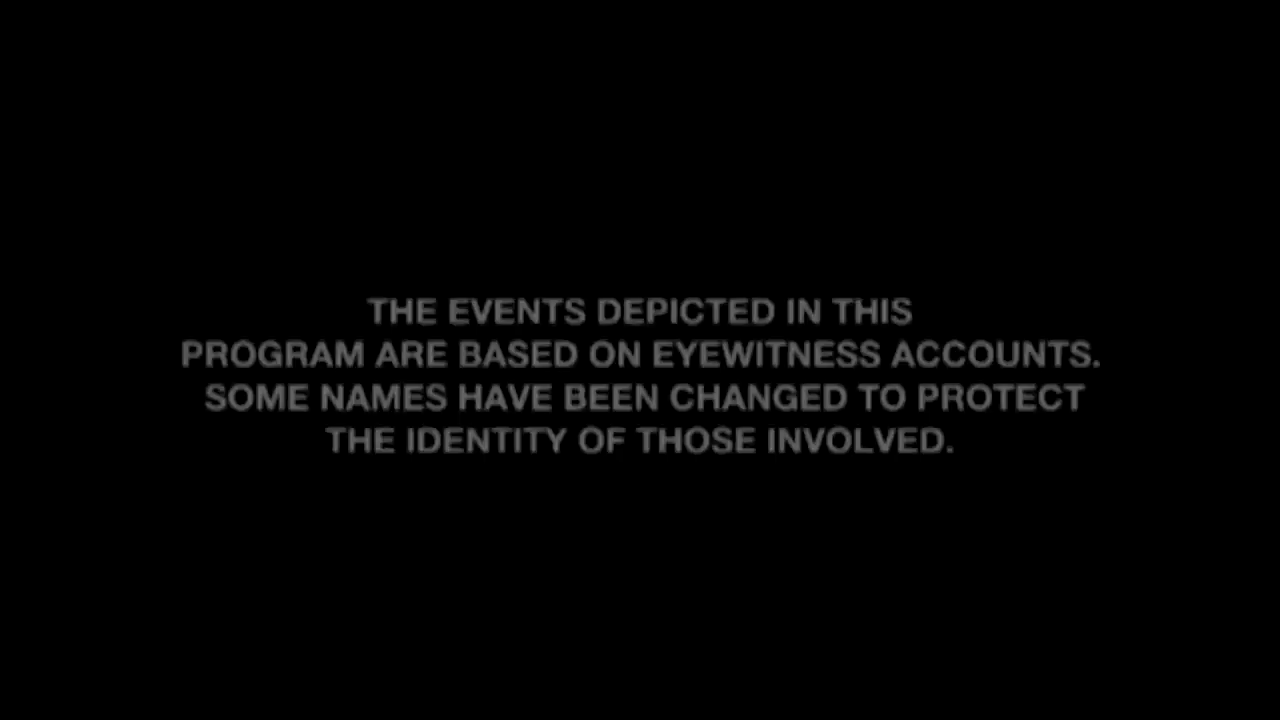 THE EVENTS DEPICTED IN THIS
PROGRAM ARE BASED ON EYEWITNESS ACCOUNTS.
SOME NAMES HAVE BEEN CHANGED TO PROTECT
THE IDENTITY OF THOSE INVOLVED.